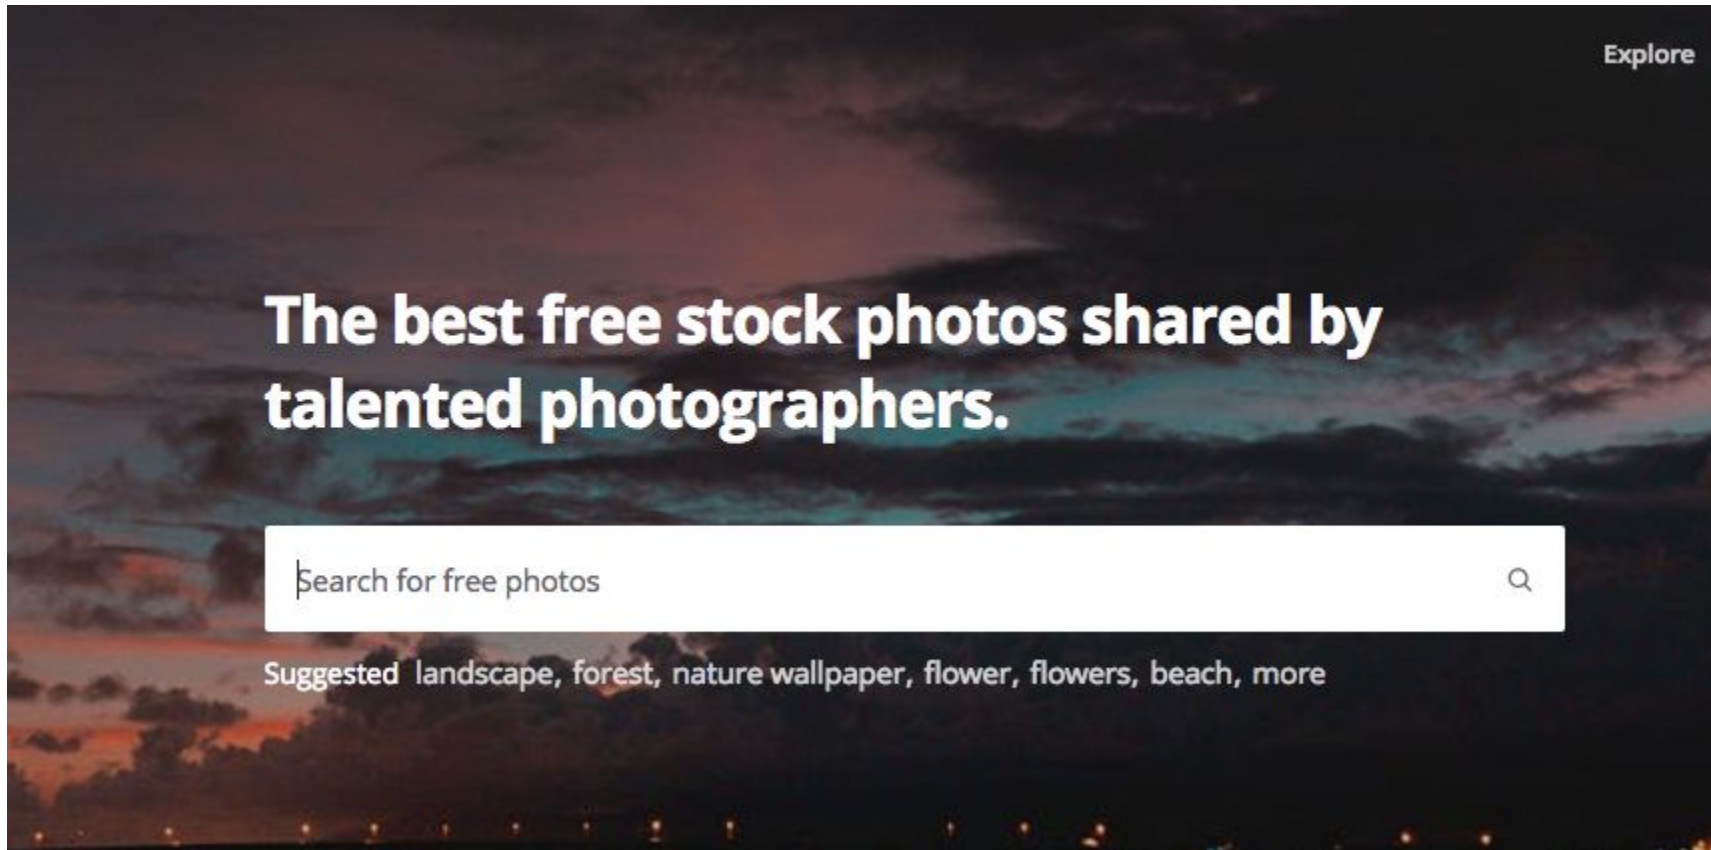 Explore
The best free stock photos shared by
talented photographers.
Search for free photos
Suggested landscape, forest, nature wallpaper, flower, flowers, beach, more